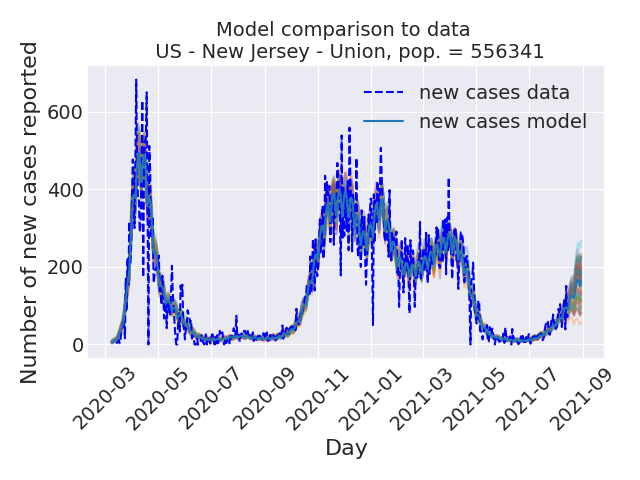 Model comparison to data
US - New Jersey - Union, pop. = 556341
Number of new cases reported
600
400
200
0
new cases data
new cases model
2020-03
2020-05
2020-07
2020-09
2020-11
2021-01
2021-03
2021-05
2021-07
2021-09
Day